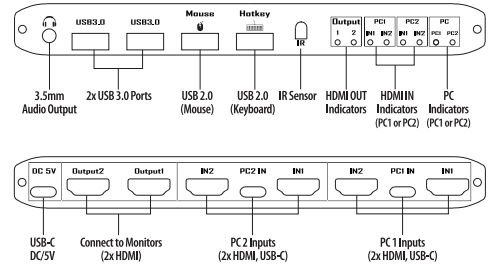 Mouse Hotkey Output PC1 PC2 PC
USB3.0 USB3.0 1 2 IN1 IN2 IN1 IN2 PC1 PC2
IR
3.5mm Audio Output
2x USB 3.0 Ports
USB 2.0 (Mouse)
USB 2.0 (Keyboard)
IR Sensor
HDMI OUT Indicators
HDMI IN Indicators (PC1 or PC2)
PC Indicators (PC1 or PC2)
DC 5V Output2 Output1 IN2 PC2 IN IN1 IN2 PC1 IN IN1
USB-C DC/5V
Connect to Monitors (2x HDMI)
PC 2 Inputs (2x HDMI, USB-C)
PC 1 Inputs (2x HDMI, USB-C)